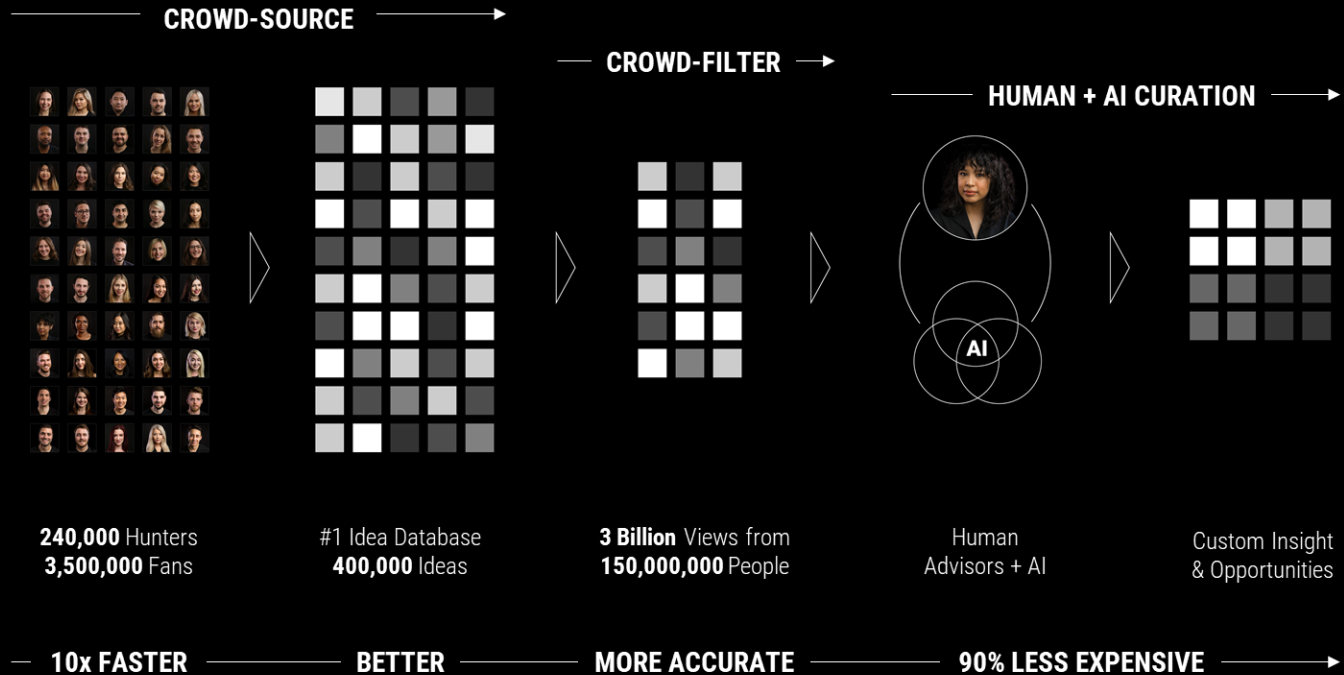 CROWD-SOURCE
CROWD-FILTER
HUMAN + AI CURATION
AI
240,000 Hunters
3,500,000 Fans
#1 Idea Database
400,000 Ideas
3 Billion Views from
150,000,000 People
Human
Advisors + AI
Custom Insight
& Opportunities
10x FASTER
BETTER
MORE ACCURATE
90% LESS EXPENSIVE